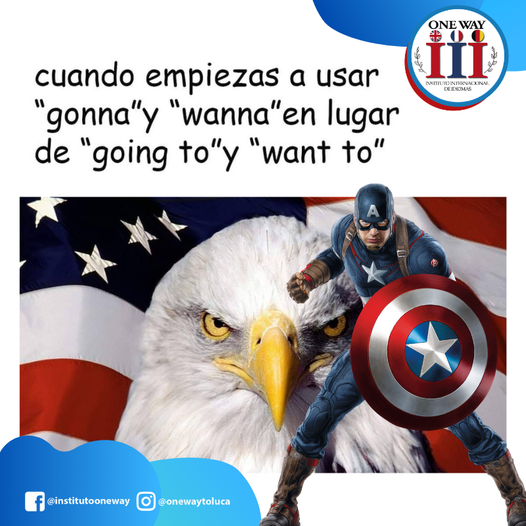 ONE WAY
INSTITUTO INTERNACIONAL
DE IDIOMAS
cuando empiezas a usar
“gonna”y “wanna”en lugar
de “going to”y “want to”
A
@institutooneway @onewaytoluca